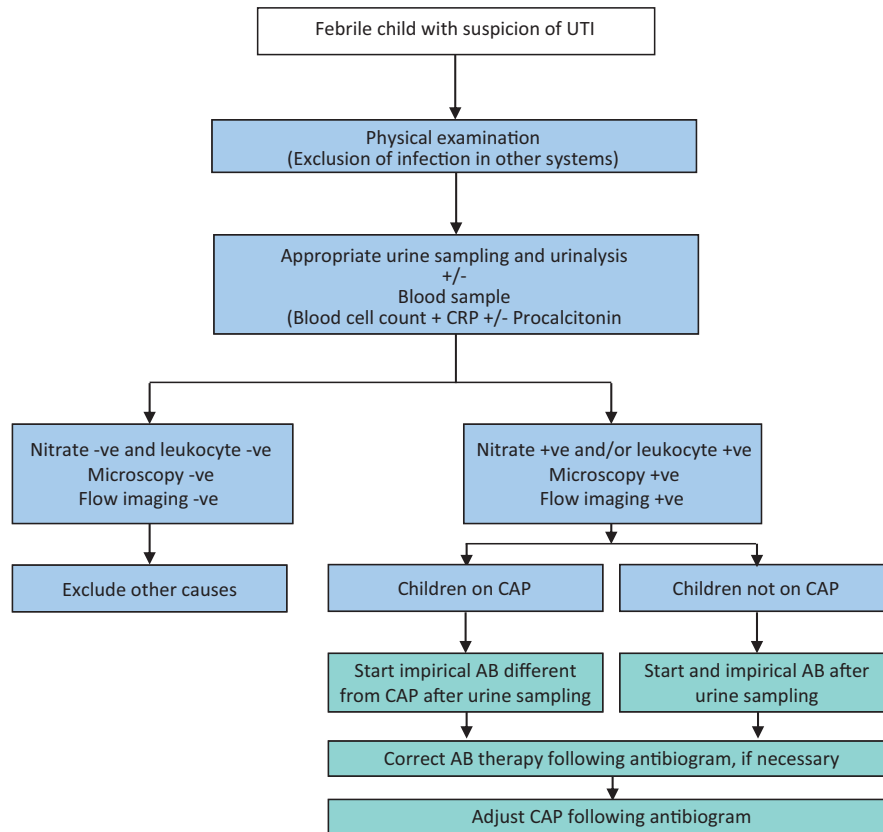 Febrile child with suspicion of UTI
Physical examination
(Exclusion of infection in other systems)
Appropriate urine sampling and urinalysis
+/-
Blood sample
(Blood cell count + CRP +/- Procalcitonin
Nitrate -ve and leukocyte -ve
Microscopy -ve
Flow imaging -ve
Nitrate +ve and/or leukocyte +ve
Microscopy +ve
Flow imaging +ve
Exclude other causes
Children on CAP
Children not on CAP
Start impirical AB different
from CAP after urine sampling
Start and impirical AB after
urine sampling
Correct AB therapy following antibiogram, if necessary
Adjust CAP following antibiogram